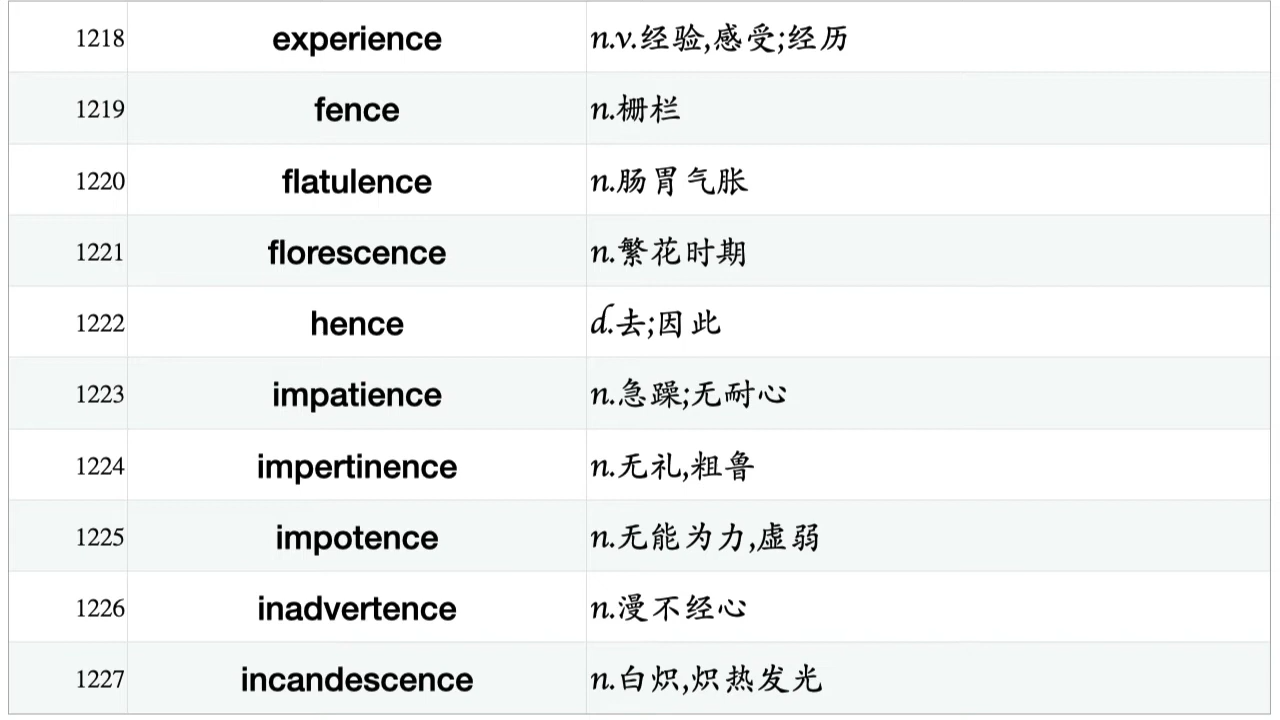 1218 experience n.v.经验,感受;经历
1219 fence n.栅栏
1220 flatulence n.肠胃气胀
1221 florescence n.繁花时期
1222 hence d.去;因此
1223 impatience n.急躁;无耐心
1224 impertinence n.无礼,粗鲁
1225 impotence n.无能为力,虚弱
1226 inadvertence n.漫不经心
1227 incandescence n.白炽,炽热发光